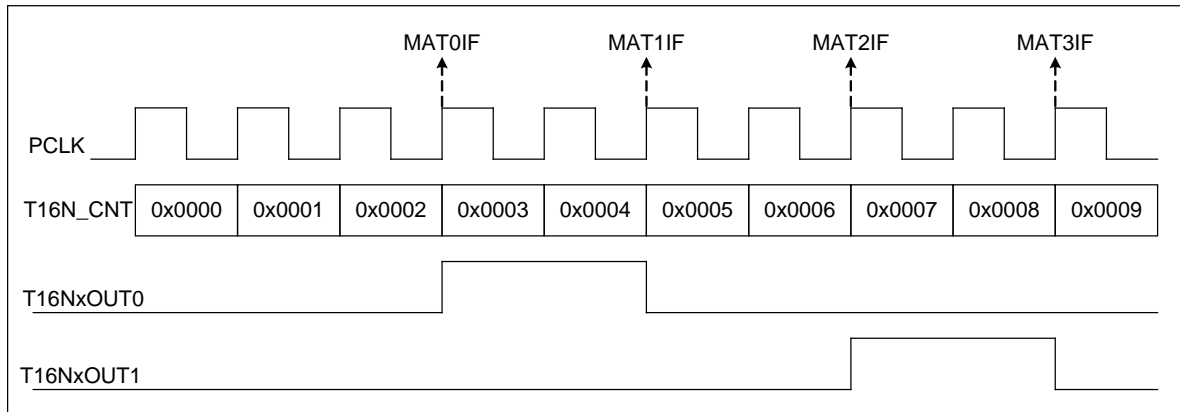 MAT0IF MAT1IF MAT2IF MAT3IF
PCLK
T16N_CNT 0x0000 0x0001 0x0002 0x0003 0x0004 0x0005 0x0006 0x0007 0x0008 0x0009
T16NxOUT0
T16NxOUT1